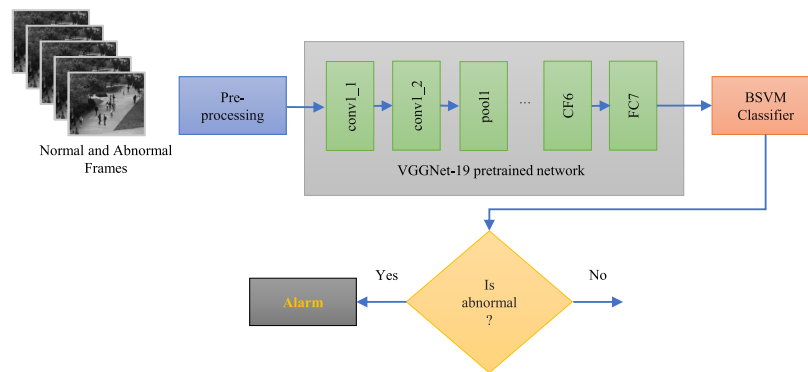 Normal and Abnormal
Frames
Pre-
processing
conv1_1
conv1_2
pool1
...
CF6
FC7
VGGNet-19 pretrained network
BSVM
Classifier
Is
abnormal
?
Yes
No
Alarm